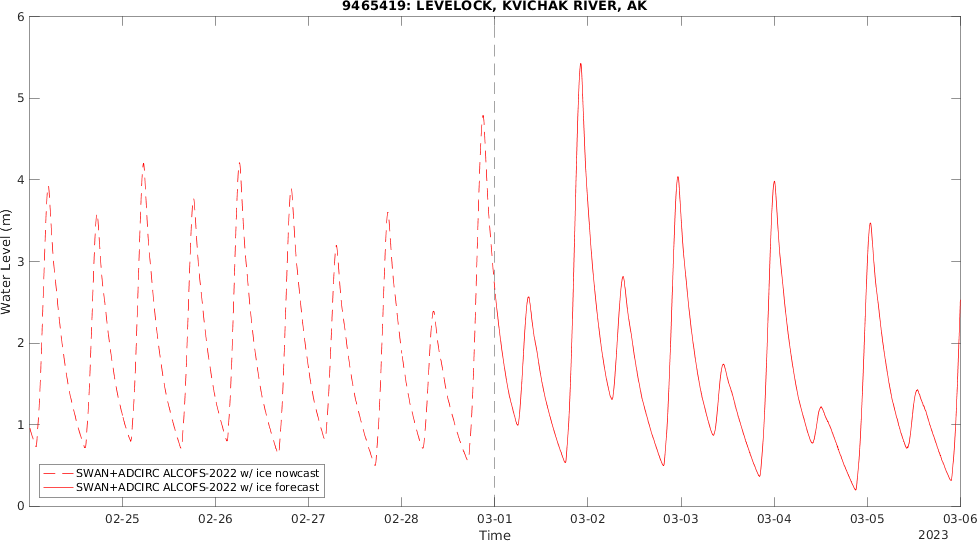 9465419: LEVELOCK, KVICHAK RIVER, AK
6
5
4
3
2
1
0
Water Level (m)
SWAN+ADCIRC ALCOFS-2022 w/ ice nowcast
SWAN+ADCIRC ALCOFS-2022 w/ ice forecast
02-25 02-26 02-27 02-28 03-01 03-02 03-03 03-04 03-05 03-06
Time
2023